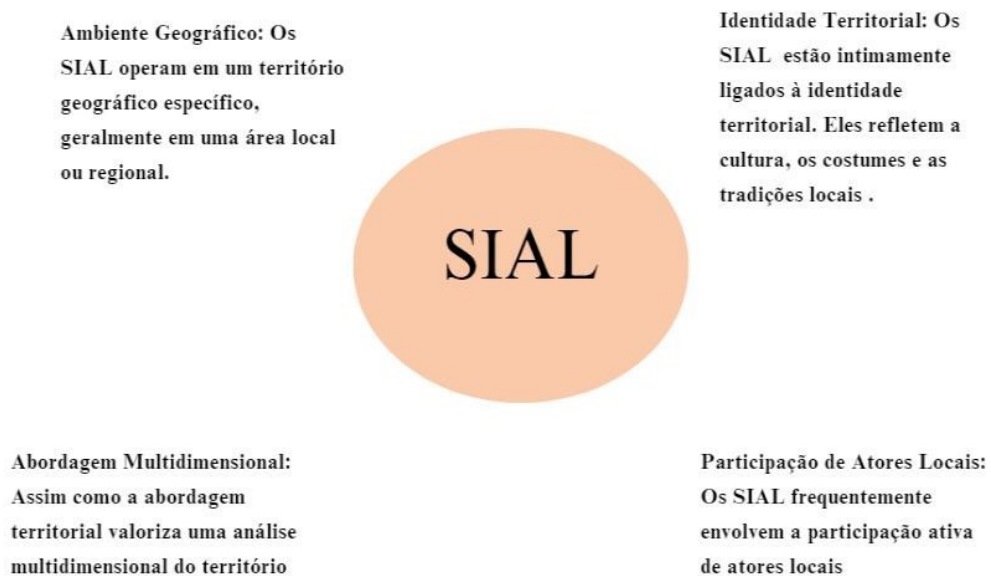 Ambiente Geográfico: Os
SIAL operam em um território
geográfico específico,
geralmente em uma área local
ou regional.
Identidade Territorial: Os
SIAL estão intimamente
ligados à identidade
territorial. Eles refletem a
cultura, os costumes e as
tradições locais .
SIAL
Abordagem Multidimensional:
Assim como a abordagem
territorial valoriza uma análise
multidimensional do território
Participação de Atores Locais:
Os SIAL frequentemente
envolvem a participação ativa
de atores locais